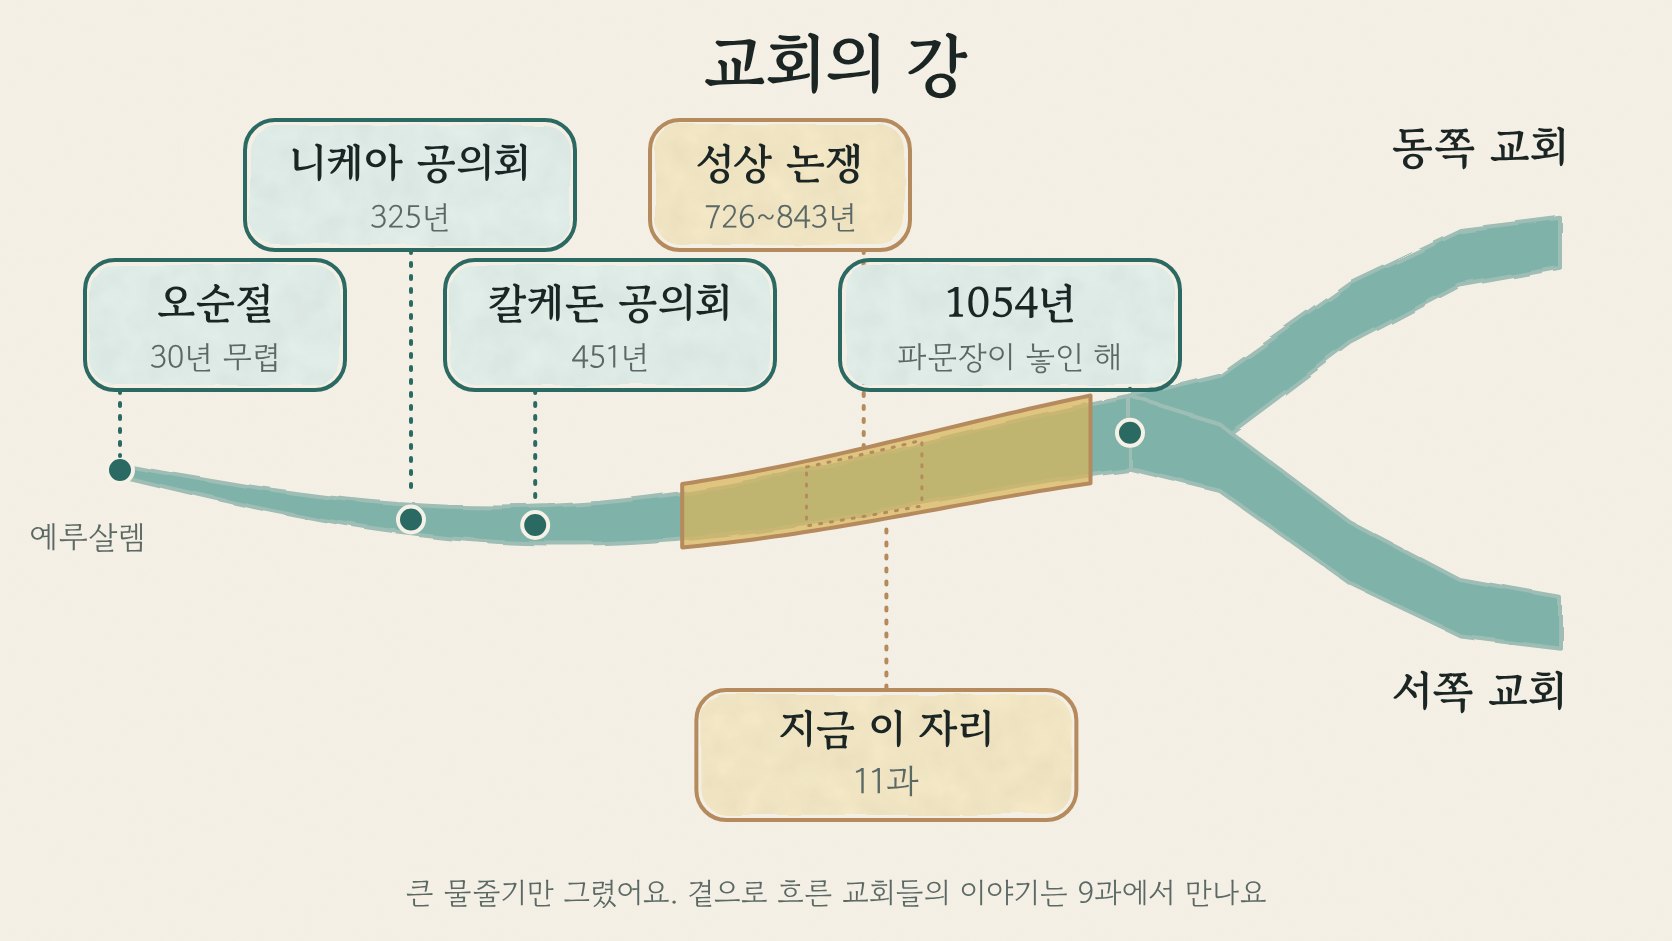 교회의 강
니케아 공의회
325년
성상 논쟁
726~843년
동쪽 교회
오순절
30년 무렵
칼케돈 공의회
451년
1054년
파문장이 놓인 해
예루살렘
서쪽 교회
지금 이 자리
11과
큰 물줄기만 그렸어요. 곁으로 흐른 교회들의 이야기는 9과에서 만나요